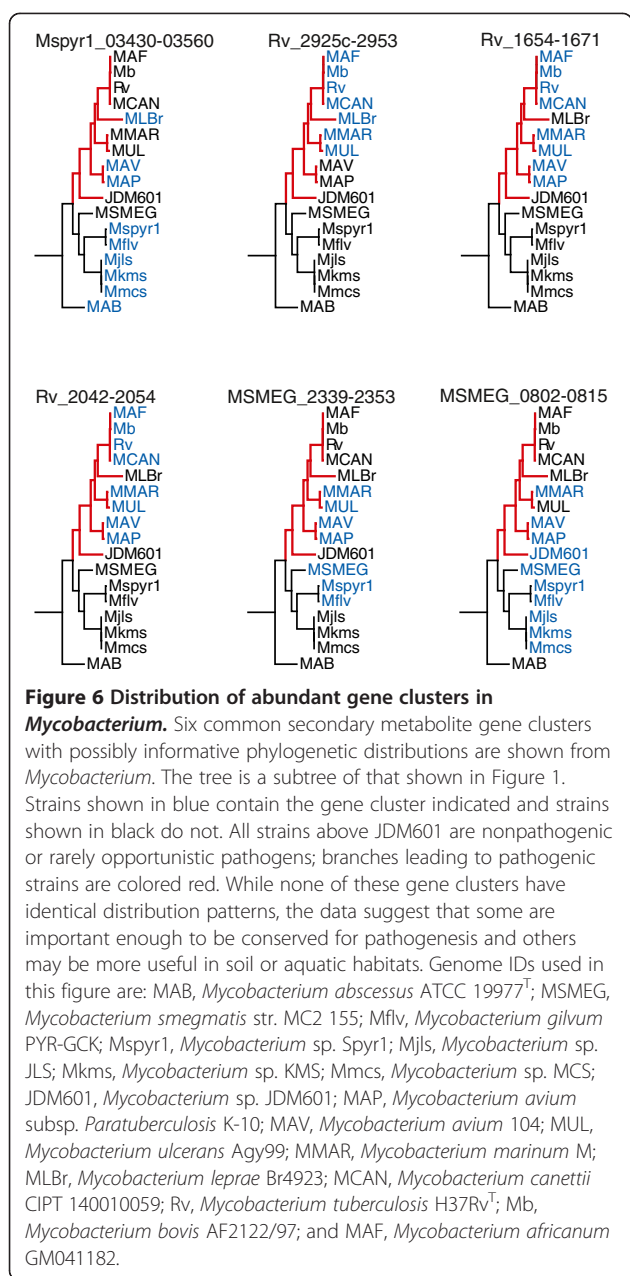 Mspyr1_03430-03560
MAF
Mb
Rv
MCAN
MLBr
MMAR
MUL
MAV
MAP
JDM601
MSMEG
Mspyr1
Mflv
Mjls
Mkms
Mmcs
MAB
Rv_2925c-2953
MAF
Mb
Rv
MCAN
MLBr
MMAR
MUL
MAV
MAP
JDM601
MSMEG
Mspyr1
Mflv
Mjls
Mkms
Mmcs
MAB
Rv_1654-1671
MAF
Mb
Rv
MCAN
MLBr
MMAR
MUL
MAV
MAP
JDM601
MSMEG
Mspyr1
Mflv
Mjls
Mkms
Mmcs
MAB
Rv_2042-2054
MAF
Mb
Rv
MCAN
MLBr
MMAR
MUL
MAV
MAP
JDM601
MSMEG
Mspyr1
Mflv
Mjls
Mkms
Mmcs
MAB
MSMEG_2339-2353
MAF
Mb
Rv
MCAN
MLBr
MMAR
MUL
MAV
MAP
JDM601
MSMEG
Mspyr1
Mflv
Mjls
Mkms
Mmcs
MAB
MSMEG_0802-0815
MAF
Mb
Rv
MCAN
MLBr
MMAR
MUL
MAV
MAP
JDM601
MSMEG
Mspyr1
Mflv
Mjls
Mkms
Mmcs
MAB
Figure 6 Distribution of abundant gene clusters in
Mycobacterium. Six common secondary metabolite gene clusters
with possibly informative phylogenetic distributions are shown from
Mycobacterium. The tree is a subtree of that shown in Figure 1.
Strains shown in blue contain the gene cluster indicated and strains
shown in black do not. All strains above JDM601 are nonpathogenic
or rarely opportunistic pathogens; branches leading to pathogenic
strains are colored red. While none of these gene clusters have
identical distribution patterns, the data suggest that some are
important enough to be conserved for pathogenesis and others
may be more useful in soil or aquatic habitats. Genome IDs used in
this figure are: MAB, Mycobacterium abscessus ATCC 19977T; MSMEG,
Mycobacterium smegmatis str. MC2 155; Mflv, Mycobacterium gilvum
PYR-GCK; Mspyr1, Mycobacterium sp. Spyr1; Mjls, Mycobacterium sp.
JLS; Mkms, Mycobacterium sp. KMS; Mmcs, Mycobacterium sp. MCS;
JDM601, Mycobacterium sp. JDM601; MAP, Mycobacterium avium
subsp. Paratuberculosis K-10; MAV, Mycobacterium avium 104; MUL,
Mycobacterium ulcerans Agy99; MMAR, Mycobacterium marinum M;
MLBr, Mycobacterium leprae Br4923; MCAN, Mycobacterium canettii
CIPT 140010059; Rv, Mycobacterium tuberculosis H37RvT; Mb,
Mycobacterium bovis AF2122/97; and MAF, Mycobacterium africanum
GM041182.